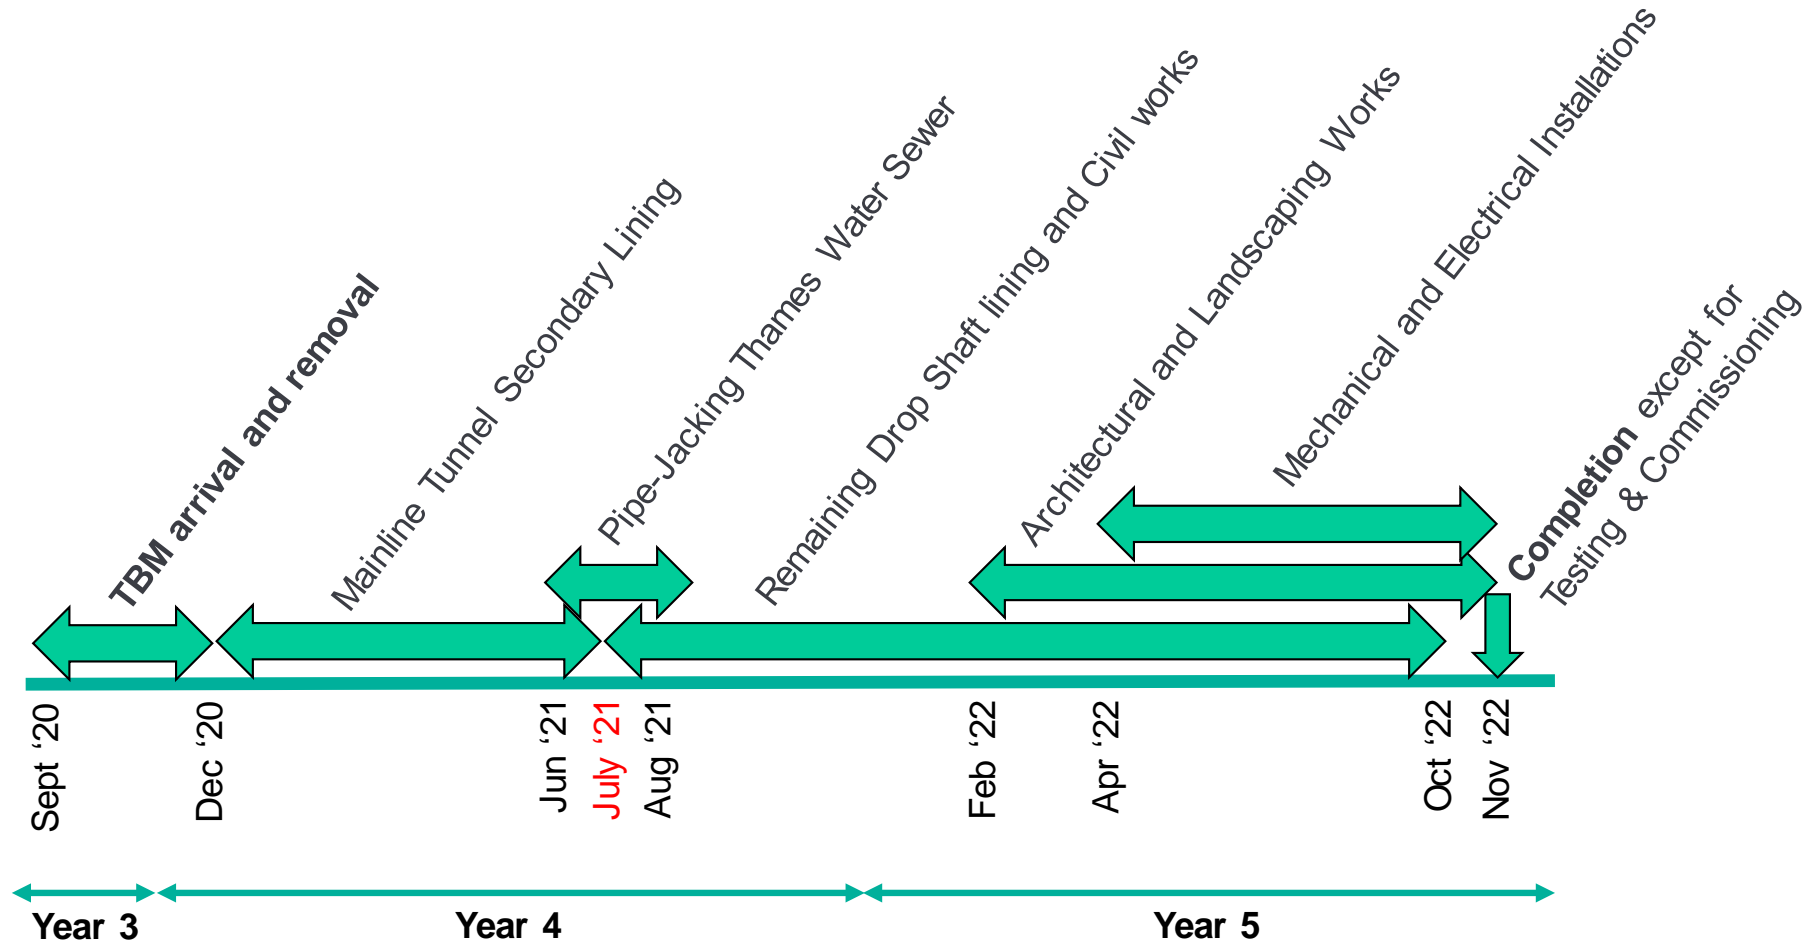 TBM arrival and removal
Mainline Tunnel Secondary Lining
Pipe-Jacking Thames Water Sewer
Remaining Drop Shaft lining and Civil works
Architectural and Landscaping Works
Mechanical and Electrical Installations
Completion except for
Testing & Commissioning
Sept ‘20
Dec ‘20
Jun ‘21
July ‘21
Aug ‘21
Feb ‘22
Apr ‘22
Oct ‘22
Nov ‘22
Year 3
Year 4
Year 5